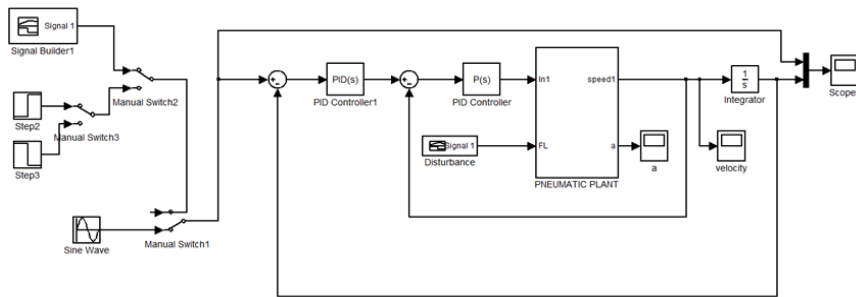 Signal 1
Signal Builder1
Manual Switch2
Step2
Manual Switch3
Step3
Sine Wave
Manual Switch1
PID(s)
PID Controller1
P(s)
PID Controller
In1
speed1
FL
a
PNEUMATIC PLANT
Signal 1
Disturbance
a
velocity
1
s
Integrator
Scope